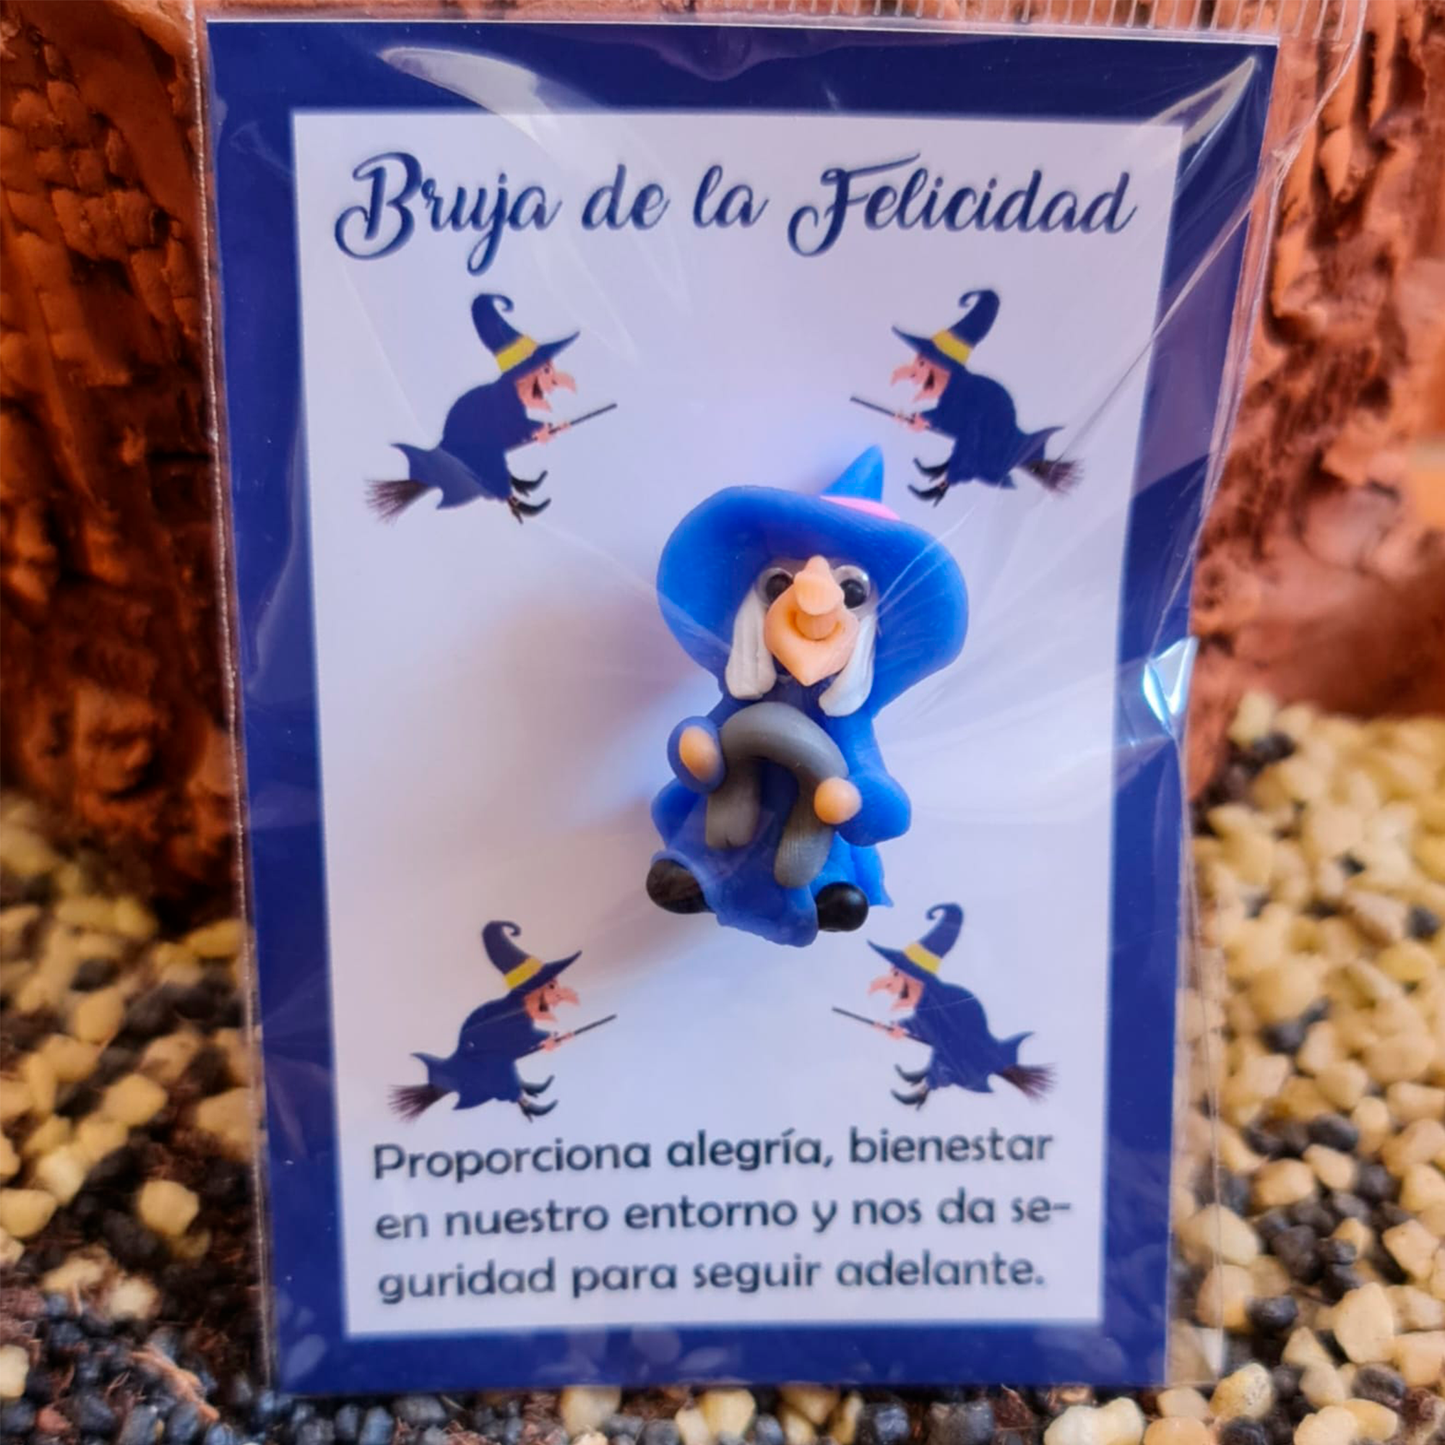 Bruja de la Felicidad
Proporciona alegría, bienestar
en nuestro entorno y nos da se-
guridad para seguir adelante.